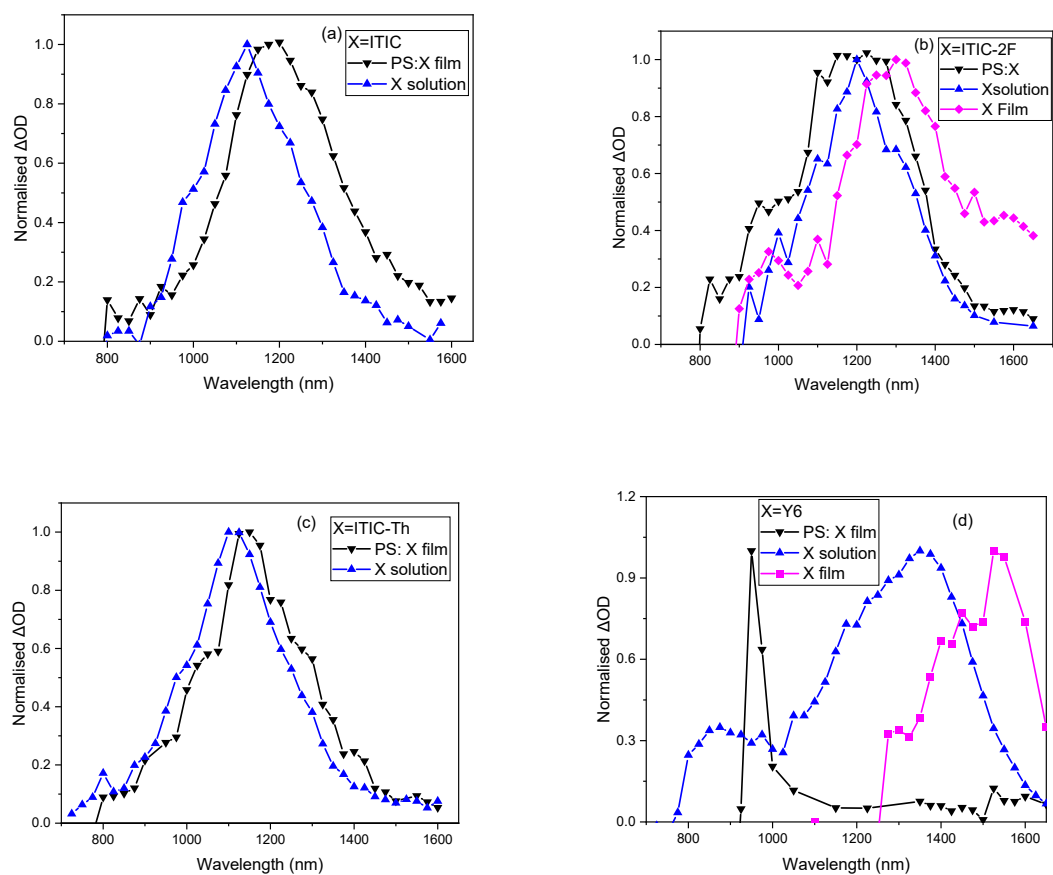 (a)
X=ITIC
PS:X film
X solution
1.0
0.8
0.6
0.4
0.2
0.0
Normalised ΔOD
800 1000 1200 1400 1600
Wavelength (nm)
(b)
X=ITIC-2F
PS:X
Xsolution
X Film
1.0
0.8
0.6
0.4
0.2
0.0
Normalised ΔOD
800 1000 1200 1400 1600
Wavelength (nm)
(c)
X=ITIC-Th
PS: X film
X solution
1.0
0.8
0.6
0.4
0.2
0.0
Normalised ΔOD
800 1000 1200 1400 1600
Wavelength (nm)
X=Y6
PS: X film
X solution
X film
(d)
1.2
0.9
0.6
0.3
0.0
Normalised ΔOD
800 1000 1200 1400 1600
Wavelength (nm)